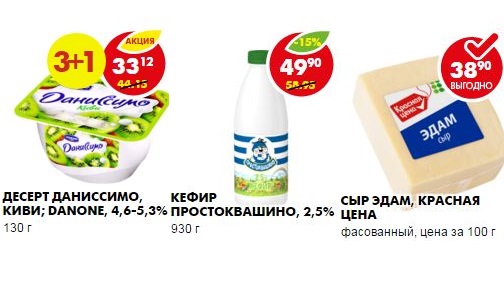 АКЦИЯ
3+1
33 12
44.15
Даниссимо
Киви
Даниссимо
ДЕСЕРТ ДАНИССИМО,
КИВИ; DANONE, 4,6-5,3%
130 г
-15%
49 90
58.95
КЕФИР
ПРОСТОКВАШИНО, 2,5%
930 г
38 90
ВЫГОДНО
Красная
цена
ЭДАМ
сыр
СЫР ЭДАМ, КРАСНАЯ
ЦЕНА
фасованный, цена за 100 г